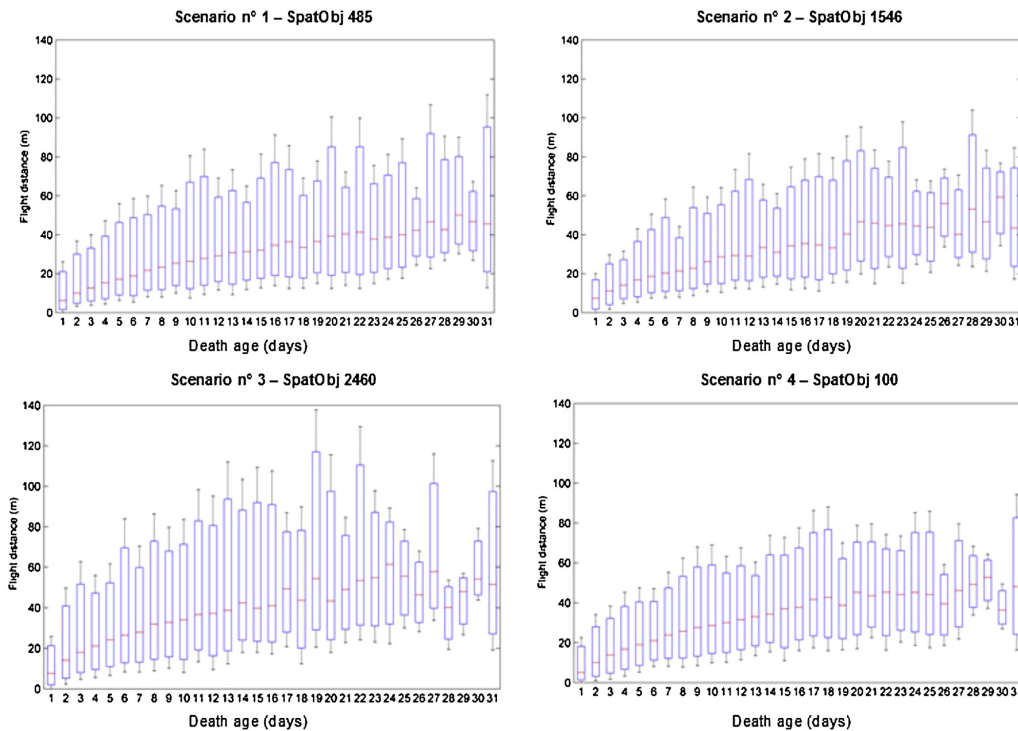 Scenario n° 1 – SpatObj 485
140
120
100
80
60
40
20
0
Flight distance (m)
1 2 3 4 5 6 7 8 9 10 11 12 13 14 15 16 17 18 19 20 21 22 23 24 25 26 27 28 29 30 31
Death age (days)
Scenario n° 2 – SpatObj 1546
140
120
100
80
60
40
20
0
Flight distance (m)
1 2 3 4 5 6 7 8 9 10 11 12 13 14 15 16 17 18 19 20 21 22 23 24 25 26 27 28 29 30 31
Death age (days)
Scenario n° 3 – SpatObj 2460
140
120
100
80
60
40
20
0
Flight distance (m)
1 2 3 4 5 6 7 8 9 10 11 12 13 14 15 16 17 18 19 20 21 22 23 24 25 26 27 28 29 30 31
Death age (days)
Scenario n° 4 – SpatObj 100
140
120
100
80
60
40
20
0
Flight distance (m)
1 2 3 4 5 6 7 8 9 10 11 12 13 14 15 16 17 18 19 20 21 22 23 24 25 26 27 28 29 30 3
Death age (days)